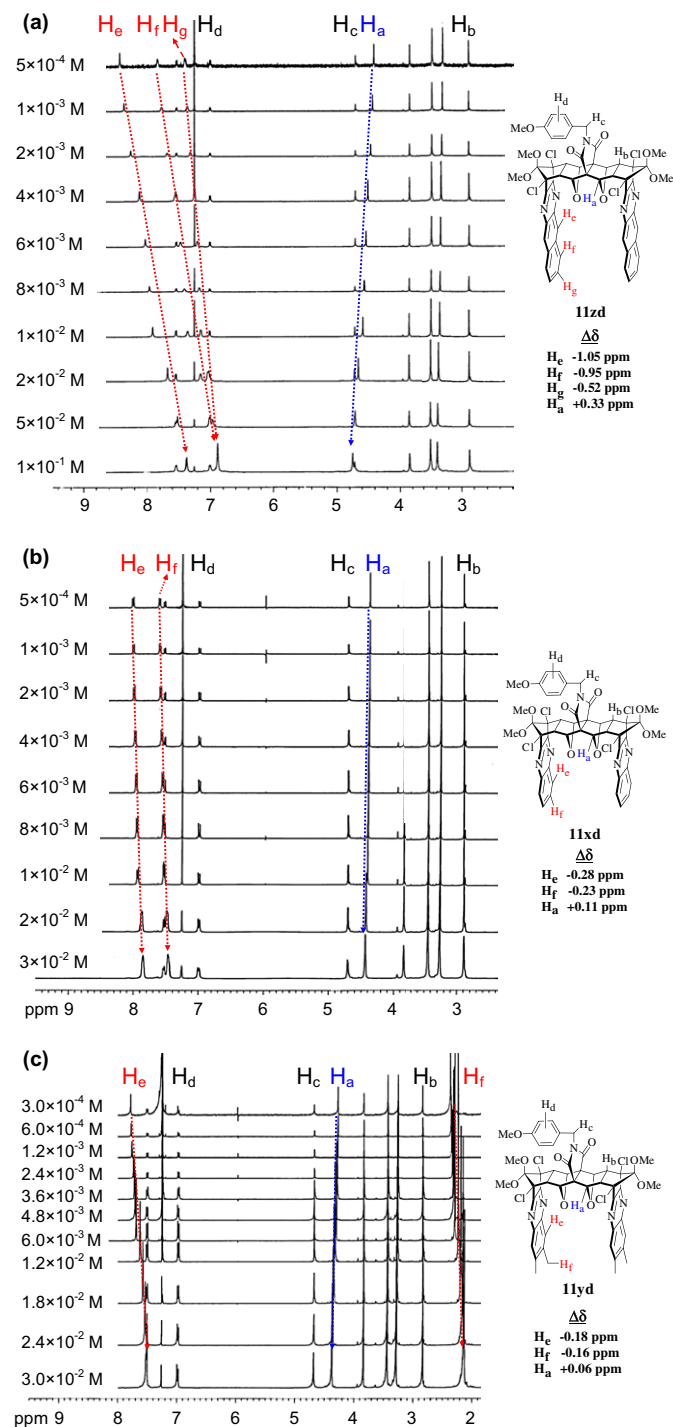 (a)
He Hf Hg Hd Hc Ha Hb
5×10-4 M
1×10-3 M
2×10-3 M
4×10-3 M
6×10-3 M
8×10-3 M
1×10-2 M
2×10-2 M
5×10-2 M
1×10-1 M
9 8 7 6 5 4 3
Hd
Hc
MeO
O
N
O
Hb
MeO Cl ClOMe
MeO OMe
Cl O Ha O Cl
N N
N N
He
Hf
Hg
11zd
Δδ
He -1.05 ppm
Hf -0.95 ppm
Hg -0.52 ppm
Ha +0.33 ppm
(b)
He Hf Hd Hc Ha Hb
5×10-4 M
1×10-3 M
2×10-3 M
4×10-3 M
6×10-3 M
8×10-3 M
1×10-2 M
2×10-2 M
3×10-2 M
ppm 9 8 7 6 5 4 3
Hd
Hc
MeO
O
N
O
Hb
MeO Cl ClOMe
MeO OMe
Cl O Ha O Cl
N N
N N
He
Hf
11xd
Δδ
He -0.28 ppm
Hf -0.23 ppm
Ha +0.11 ppm
(c)
He Hd Hc Ha Hb Hf
3.0×10-4 M
6.0×10-4 M
1.2×10-3 M
2.4×10-3 M
3.6×10-3 M
4.8×10-3 M
6.0×10-3 M
1.2×10-2 M
1.8×10-2 M
2.4×10-2 M
3.0×10-2 M
ppm 9 8 7 6 5 4 3 2
Hd
Hc
MeO
O
N
O
Hb
MeO Cl ClOMe
MeO OMe
Cl O Ha O Cl
N N
N N
He
Hf
11yd
Δδ
He -0.18 ppm
Hf -0.16 ppm
Ha +0.06 ppm